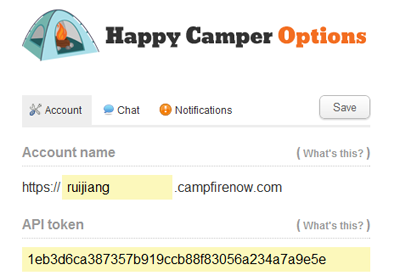 Happy Camper Options
Account Chat Notifications Save
Account name ( What's this? )
https:// ruijiang .campfirenow.com
API token ( What's this? )
1eb3d6ca387357b919ccb88f83056a234a7a9e5e